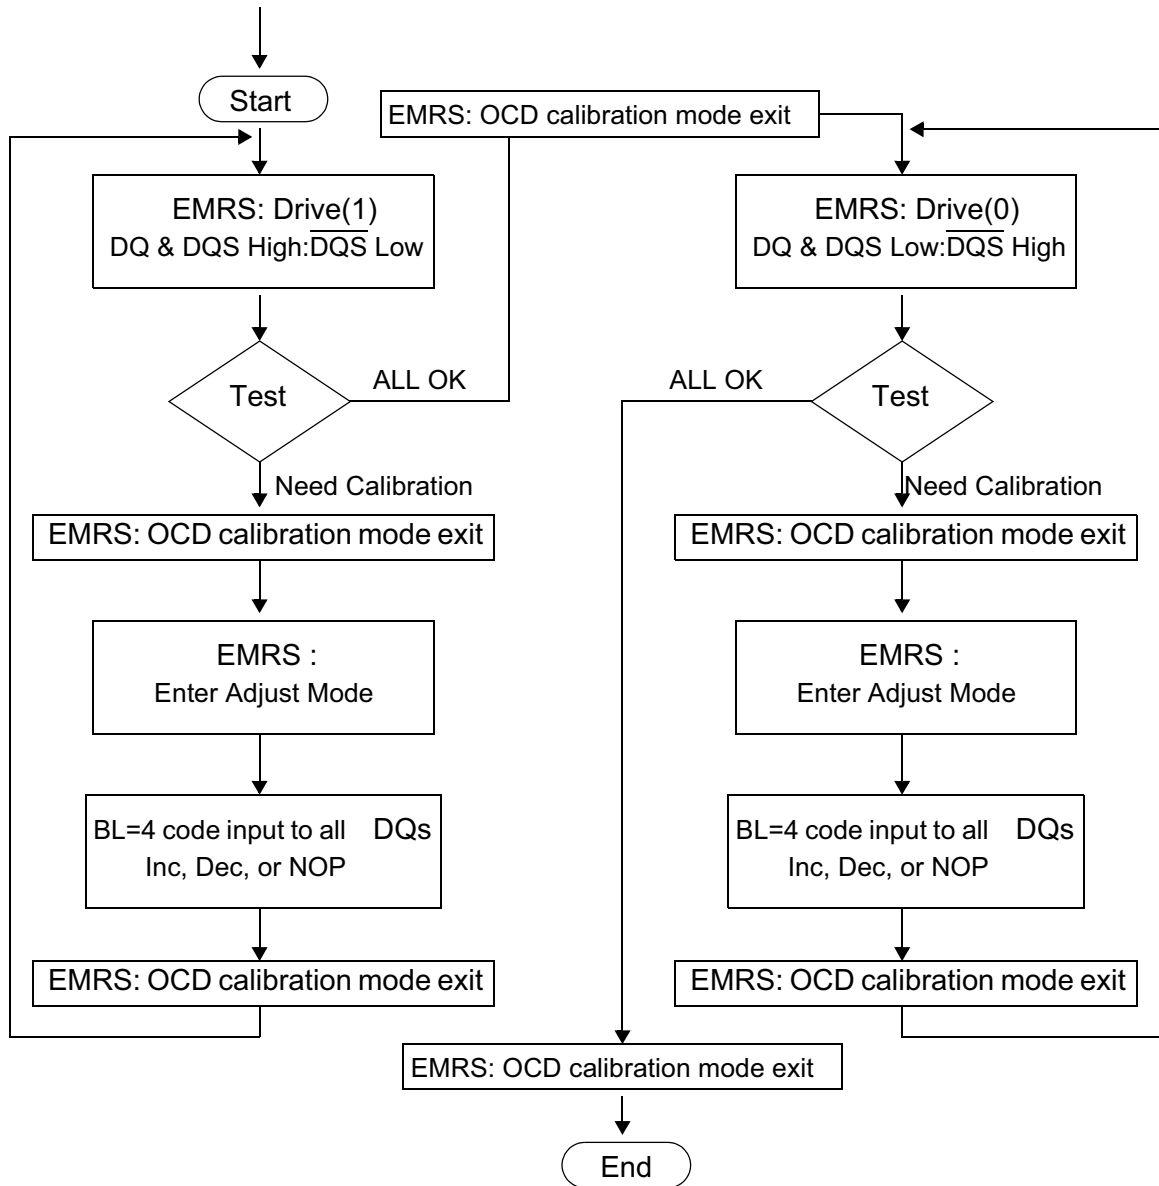 Start
EMRS: Drive(1)
DQ & DQS High:D̅Q̅S̅ Low
Test
ALL OK
Need Calibration
EMRS: OCD calibration mode exit
EMRS :
Enter Adjust Mode
BL=4 code input to all DQs
Inc, Dec, or NOP
EMRS: OCD calibration mode exit
EMRS: OCD calibration mode exit
EMRS: Drive(0)
DQ & DQS Low:D̅Q̅S̅ High
Test
ALL OK
Need Calibration
EMRS: OCD calibration mode exit
EMRS :
Enter Adjust Mode
BL=4 code input to all DQs
Inc, Dec, or NOP
EMRS: OCD calibration mode exit
EMRS: OCD calibration mode exit
End